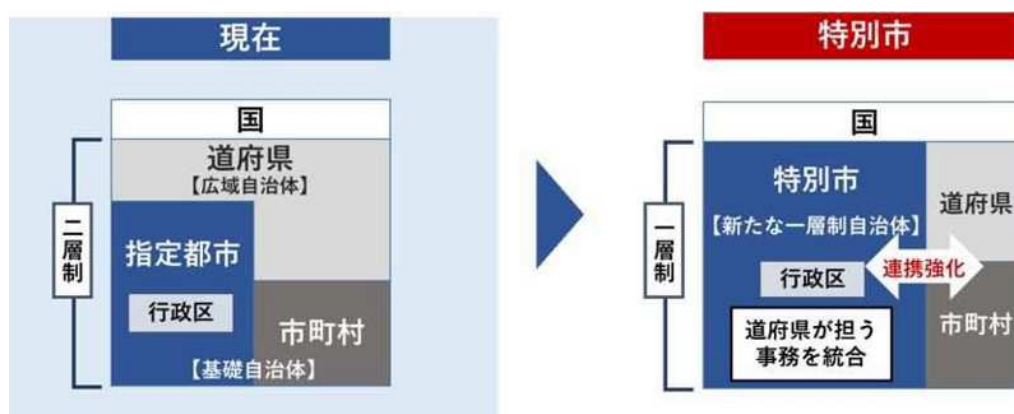 現在
国
道府県
【広域自治体】
二層制
指定都市
行政区
市町村
【基礎自治体】
特別市
国
一層制
特別市
【新たな一層制自治体】
道府県
連携強化
行政区
市町村
道府県が担う
事務を統合